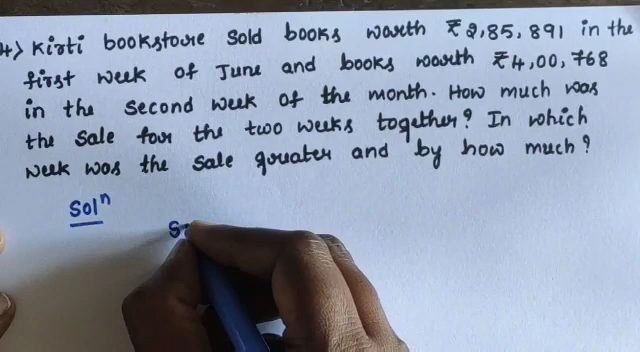 4) Kirti bookstore sold books worth ₹2,85,891 in the
first week of June and books worth ₹4,00,768
in the second week of the month. How much was
the sale for the two weeks together? In which
week was the sale greater and by how much?
Solⁿ